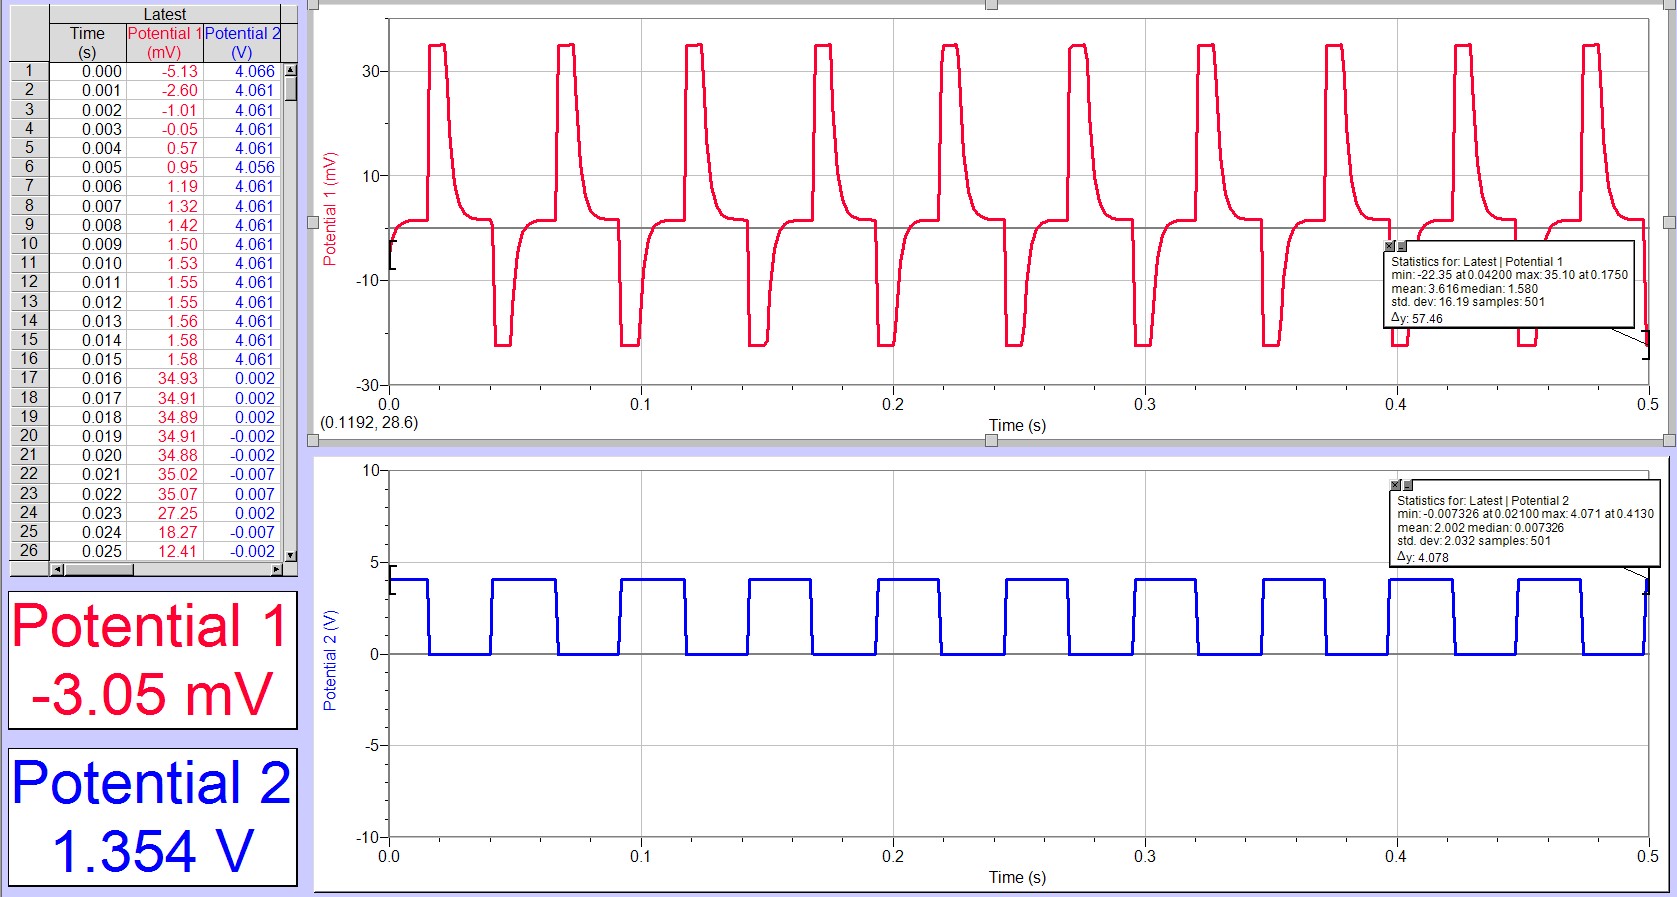 Latest
Time Potential 1 Potential 2
(s) (mV) (V)
1 0.000 -5.13 4.066
2 0.001 -2.60 4.061
3 0.002 -1.01 4.061
4 0.003 -0.05 4.061
5 0.004 0.57 4.061
6 0.005 0.95 4.056
7 0.006 1.19 4.061
8 0.007 1.32 4.061
9 0.008 1.42 4.061
10 0.009 1.50 4.061
11 0.010 1.53 4.061
12 0.011 1.55 4.061
13 0.012 1.55 4.061
14 0.013 1.56 4.061
15 0.014 1.58 4.061
16 0.015 1.58 4.061
17 0.016 34.93 0.002
18 0.017 34.91 0.002
19 0.018 34.89 0.002
20 0.019 34.91 -0.002
21 0.020 34.88 -0.002
22 0.021 35.02 -0.007
23 0.022 35.07 0.007
24 0.023 27.25 0.002
25 0.024 18.27 -0.007
26 0.025 12.41 -0.002
Potential 1
-3.05 mV
Potential 2
1.354 V
Potential 1 (mV)
30
10
-10
-30
0.0 0.1 0.2 0.3 0.4 0.5
(0.1192, 28.6)
Time (s)
Statistics for: Latest | Potential 1
min: -22.35 at 0.04200 max: 35.10 at 0.1750
mean: 3.616 median: 1.580
std. dev: 16.19 samples: 501
Δy: 57.46
Potential 2 (V)
10
5
0
-5
-10
0.0 0.1 0.2 0.3 0.4 0.5
Time (s)
Statistics for: Latest | Potential 2
min: -0.007326 at 0.02100 max: 4.071 at 0.4130
mean: 2.002 median: 0.007326
std. dev: 2.032 samples: 501
Δy: 4.078